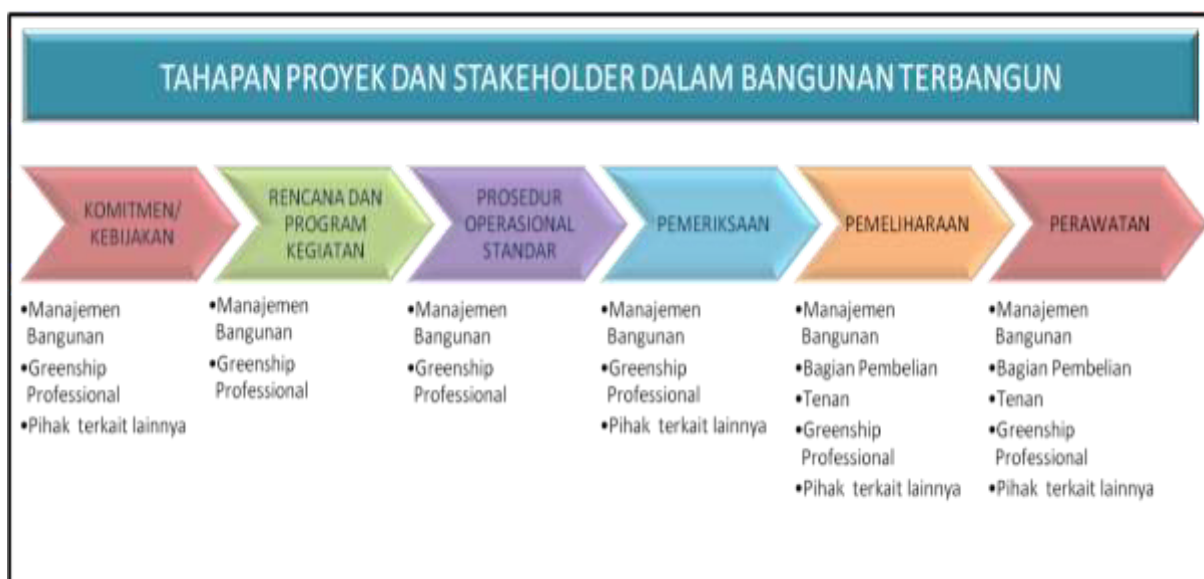 TAHAPAN PROYEK DAN STAKEHOLDER DALAM BANGUNAN TERBANGUN
KOMITMEN/
KEBIJAKAN
•Manajemen
Bangunan
•Greenship
Professional
•Pihak terkait lainnya
RENCANA DAN
PROGRAM
KEGIATAN
•Manajemen
Bangunan
•Greenship
Professional
PROSEDUR
OPERASIONAL
STANDAR
•Manajemen
Bangunan
•Greenship
Professional
PEMERIKSAAN
•Manajemen
Bangunan
•Greenship
Professional
•Pihak terkait lainnya
PEMELIHARAAN
•Manajemen
Bangunan
•Bagian Pembelian
•Tenan
•Greenship
Professional
•Pihak terkait lainnya
PERAWATAN
•Manajemen
Bangunan
•Bagian Pembelian
•Tenan
•Greenship
Professional
•Pihak terkait lainnya